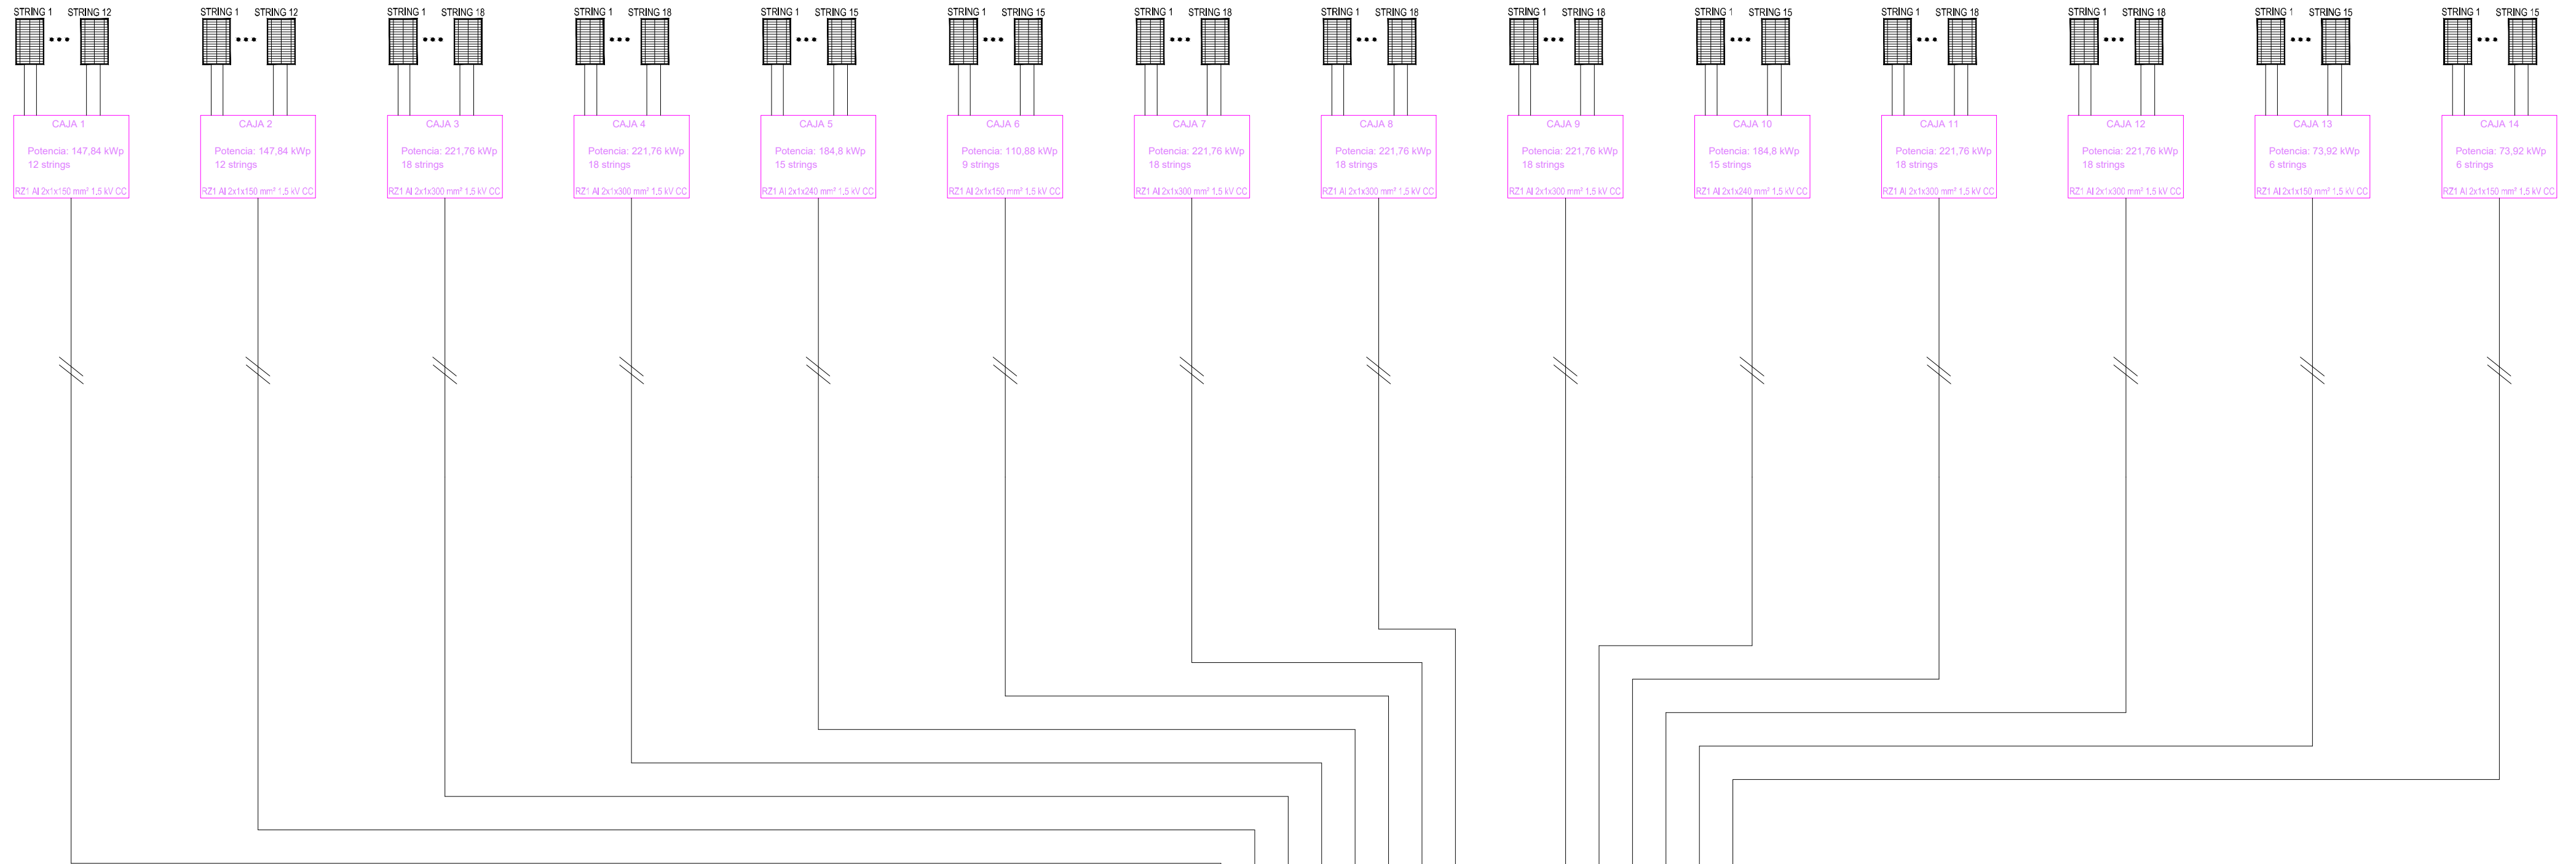 STRING 1 STRING 12
STRING 1 STRING 12
STRING 1 STRING 18
STRING 1 STRING 18
STRING 1 STRING 15
STRING 1 STRING 15
STRING 1 STRING 18
STRING 1 STRING 18
STRING 1 STRING 18
STRING 1 STRING 15
STRING 1 STRING 18
STRING 1 STRING 18
STRING 1 STRING 15
STRING 1 STRING 15
CAJA 1
Potencia: 147,84 kWp
12 strings
RZ1 Al 2x1x150 mm² 1,5 kV CC
CAJA 2
Potencia: 147,84 kWp
12 strings
RZ1 Al 2x1x150 mm² 1,5 kV CC
CAJA 3
Potencia: 221,76 kWp
18 strings
RZ1 Al 2x1x300 mm² 1,5 kV CC
CAJA 4
Potencia: 221,76 kWp
18 strings
RZ1 Al 2x1x300 mm² 1,5 kV CC
CAJA 5
Potencia: 184,8 kWp
15 strings
RZ1 Al 2x1x240 mm² 1,5 kV CC
CAJA 6
Potencia: 110,88 kWp
9 strings
RZ1 Al 2x1x150 mm² 1,5 kV CC
CAJA 7
Potencia: 221,76 kWp
18 strings
RZ1 Al 2x1x300 mm² 1,5 kV CC
CAJA 8
Potencia: 221,76 kWp
18 strings
RZ1 Al 2x1x300 mm² 1,5 kV CC
CAJA 9
Potencia: 221,76 kWp
18 strings
RZ1 Al 2x1x300 mm² 1,5 kV CC
CAJA 10
Potencia: 184,8 kWp
15 strings
RZ1 Al 2x1x240 mm² 1,5 kV CC
CAJA 11
Potencia: 221,76 kWp
18 strings
RZ1 Al 2x1x300 mm² 1,5 kV CC
CAJA 12
Potencia: 221,76 kWp
18 strings
RZ1 Al 2x1x300 mm² 1,5 kV CC
CAJA 13
Potencia: 73,92 kWp
6 strings
RZ1 Al 2x1x150 mm² 1,5 kV CC
CAJA 14
Potencia: 73,92 kWp
6 strings
RZ1 Al 2x1x150 mm² 1,5 kV CC